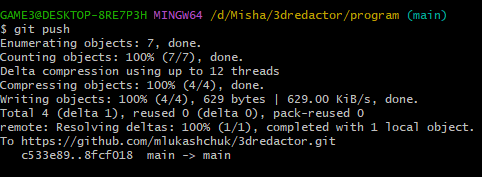 GAME3@DESKTOP-8RE7P3H MINGW64 /d/Misha/3dredactor/program (main)
$ git push
Enumerating objects: 7, done.
Counting objects: 100% (7/7), done.
Delta compression using up to 12 threads
Compressing objects: 100% (4/4), done.
Writing objects: 100% (4/4), 629 bytes | 629.00 KiB/s, done.
Total 4 (delta 1), reused 0 (delta 0), pack-reused 0
remote: Resolving deltas: 100% (1/1), completed with 1 local object.
To https://github.com/mlukashchuk/3dredactor.git
   c533e89..8fcf018  main -> main